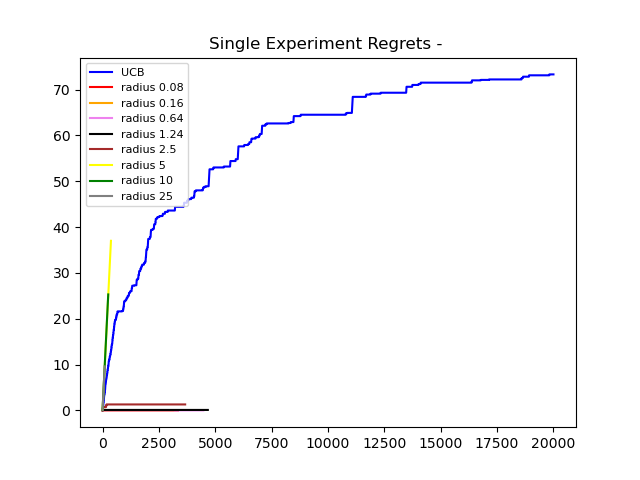 Single Experiment Regrets -
UCB
radius 0.08
radius 0.16
radius 0.64
radius 1.24
radius 2.5
radius 5
radius 10
radius 25
70
60
50
40
30
20
10
0
0 2500 5000 7500 10000 12500 15000 17500 20000